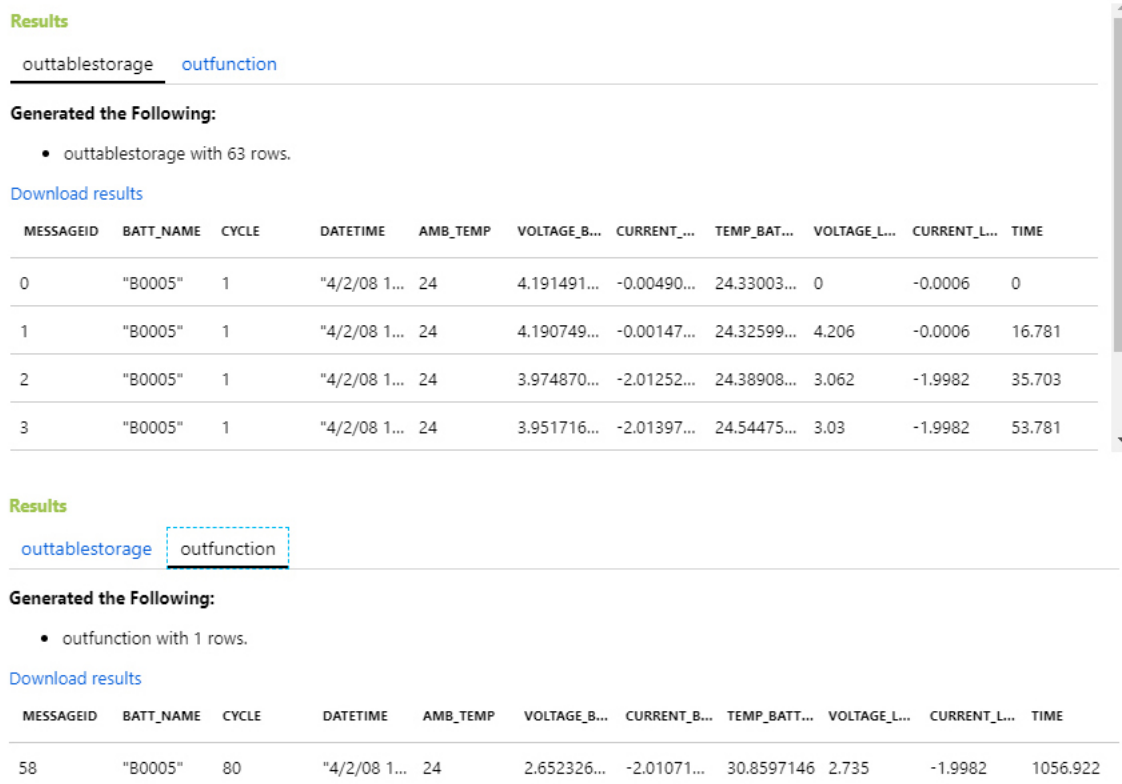 Results
outtablestorage outfunction
Generated the Following:
• outtablestorage with 63 rows.
Download results
MESSAGEID BATT_NAME CYCLE DATETIME AMB_TEMP VOLTAGE_B... CURRENT_... TEMP_BAT... VOLTAGE_L... CURRENT_L... TIME
0 "B0005" 1 "4/2/08 1... 24 4.191491... -0.00490... 24.33003... 0 -0.0006 0
1 "B0005" 1 "4/2/08 1... 24 4.190749... -0.00147... 24.32599... 4.206 -0.0006 16.781
2 "B0005" 1 "4/2/08 1... 24 3.974870... -2.01252... 24.38908... 3.062 -1.9982 35.703
3 "B0005" 1 "4/2/08 1... 24 3.951716... -2.01397... 24.54475... 3.03 -1.9982 53.781
Results
outtablestorage outfunction
Generated the Following:
• outfunction with 1 rows.
Download results
MESSAGEID BATT_NAME CYCLE DATETIME AMB_TEMP VOLTAGE_B... CURRENT_B... TEMP_BATT... VOLTAGE_L... CURRENT_L... TIME
58 "B0005" 80 "4/2/08 1... 24 2.652326... -2.01071... 30.8597146 2.735 -1.9982 1056.922